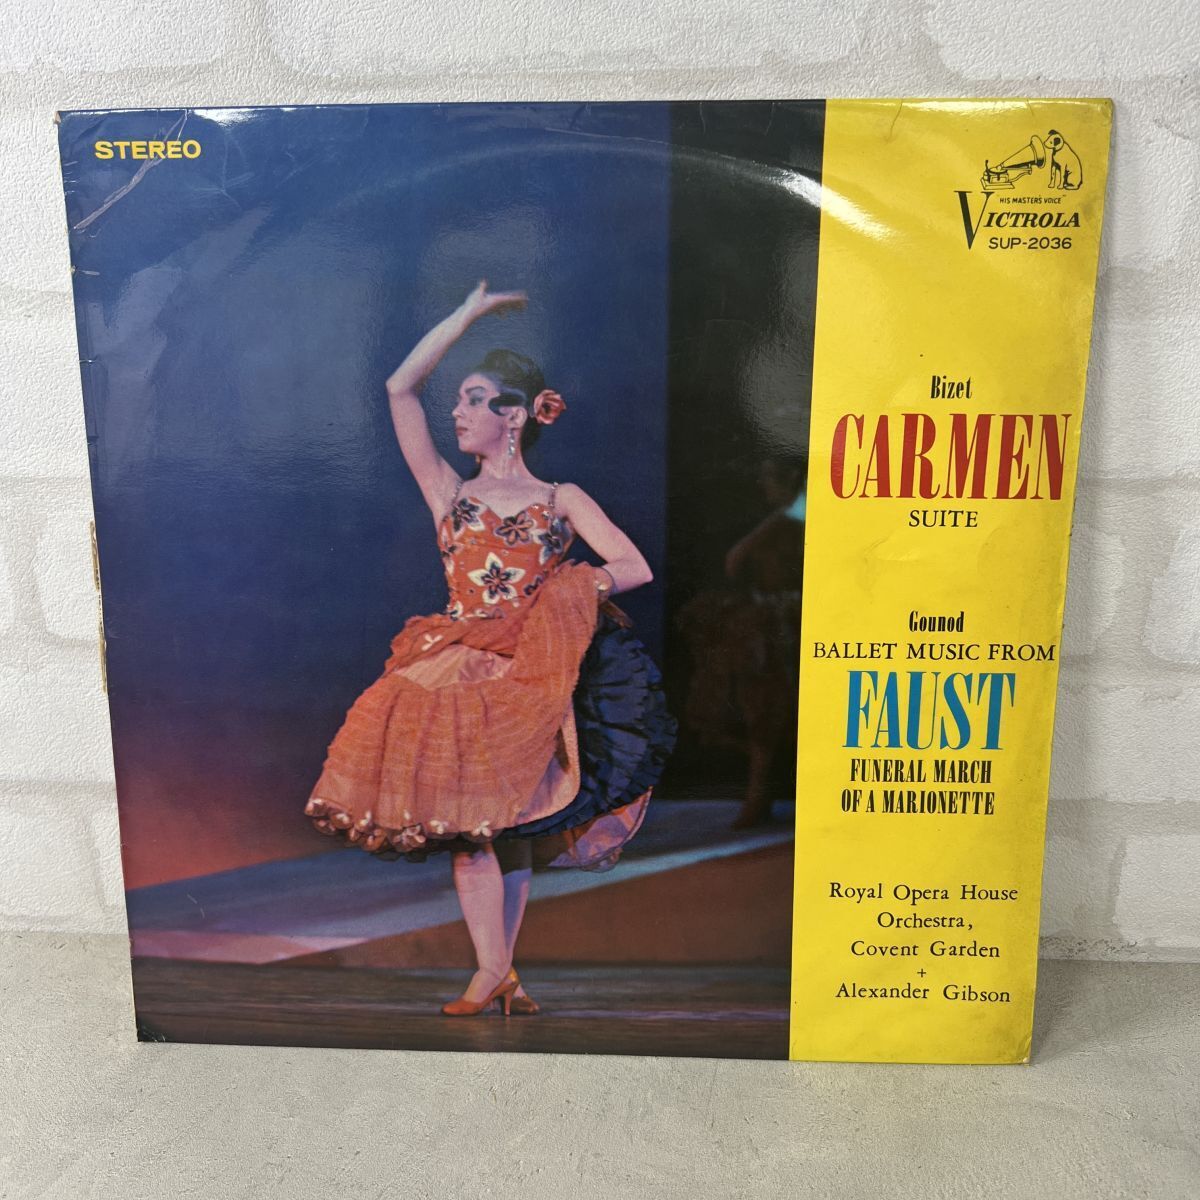 STEREO
"HIS MASTER'S VOICE"
VICTROLA
SUP-2036
Bizet
CARMEN
SUITE
Gounod
BALLET MUSIC FROM
FAUST
FUNERAL MARCH
OF A MARIONETTE
Royal Opera House
Orchestra,
Covent Garden
+
Alexander Gibson